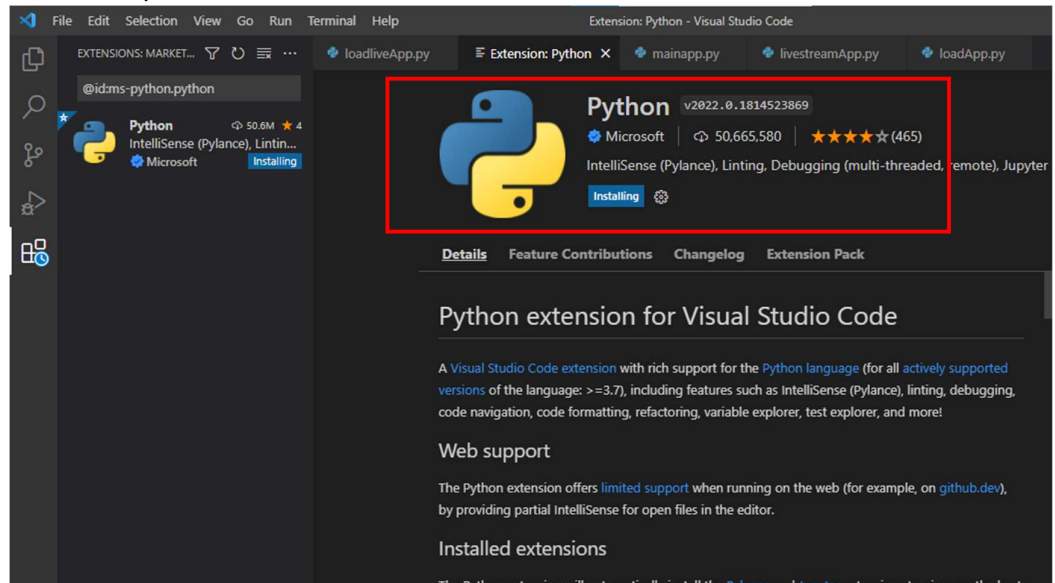 File Edit Selection View Go Run Terminal Help
Extension: Python - Visual Studio Code
EXTENSIONS: MARKET...
loadliveApp.py
Extension: Python
mainapp.py
livestreamApp.py
loadApp.py
@id:ms-python.python
Python 50.6M 4
IntelliSense (Pylance), Lintin...
Microsoft Installing
Python v2022.0.1814523869
Microsoft 50,665,580 (465)
IntelliSense (Pylance), Linting, Debugging (multi-threaded, remote), Jupyter
Installing
Details Feature Contributions Changelog Extension Pack
Python extension for Visual Studio Code
A Visual Studio Code extension with rich support for the Python language (for all actively supported
versions of the language: >=3.7), including features such as IntelliSense (Pylance), linting, debugging,
code navigation, code formatting, refactoring, variable explorer, test explorer, and more!
Web support
The Python extension offers limited support when running on the web (for example, on github.dev),
by providing partial IntelliSense for open files in the editor.
Installed extensions